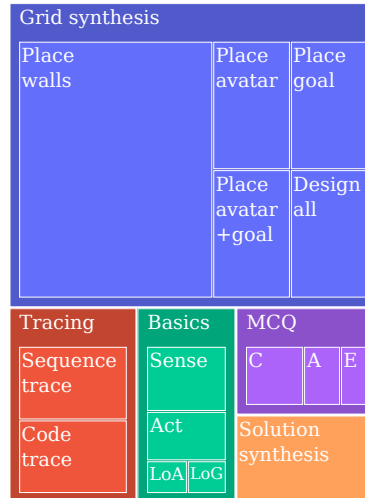 Grid synthesis
Place
walls
Place
avatar
Place
goal
Place
avatar
+goal
Design
all
Tracing
Sequence
trace
Code
trace
Basics
Sense
Act
LoA
LoG
MCQ
C
A
E
Solution
synthesis